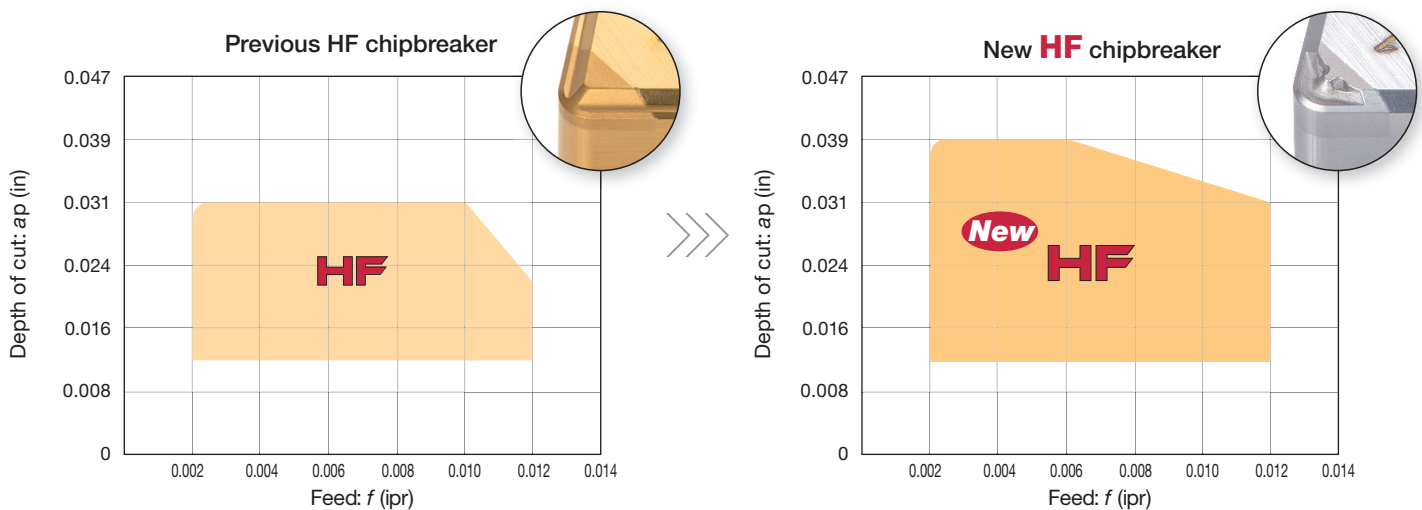 Previous HF chipbreaker
0.047
0.039
0.031
0.024
0.016
0.008
0
Depth of cut: ap (in)
HF
0.002 0.004 0.006 0.008 0.010 0.012 0.014
Feed: f (ipr)
New HF chipbreaker
0.047
0.039
0.031
0.024
0.016
0.008
0
Depth of cut: ap (in)
New
HF
0.002 0.004 0.006 0.008 0.010 0.012 0.014
Feed: f (ipr)